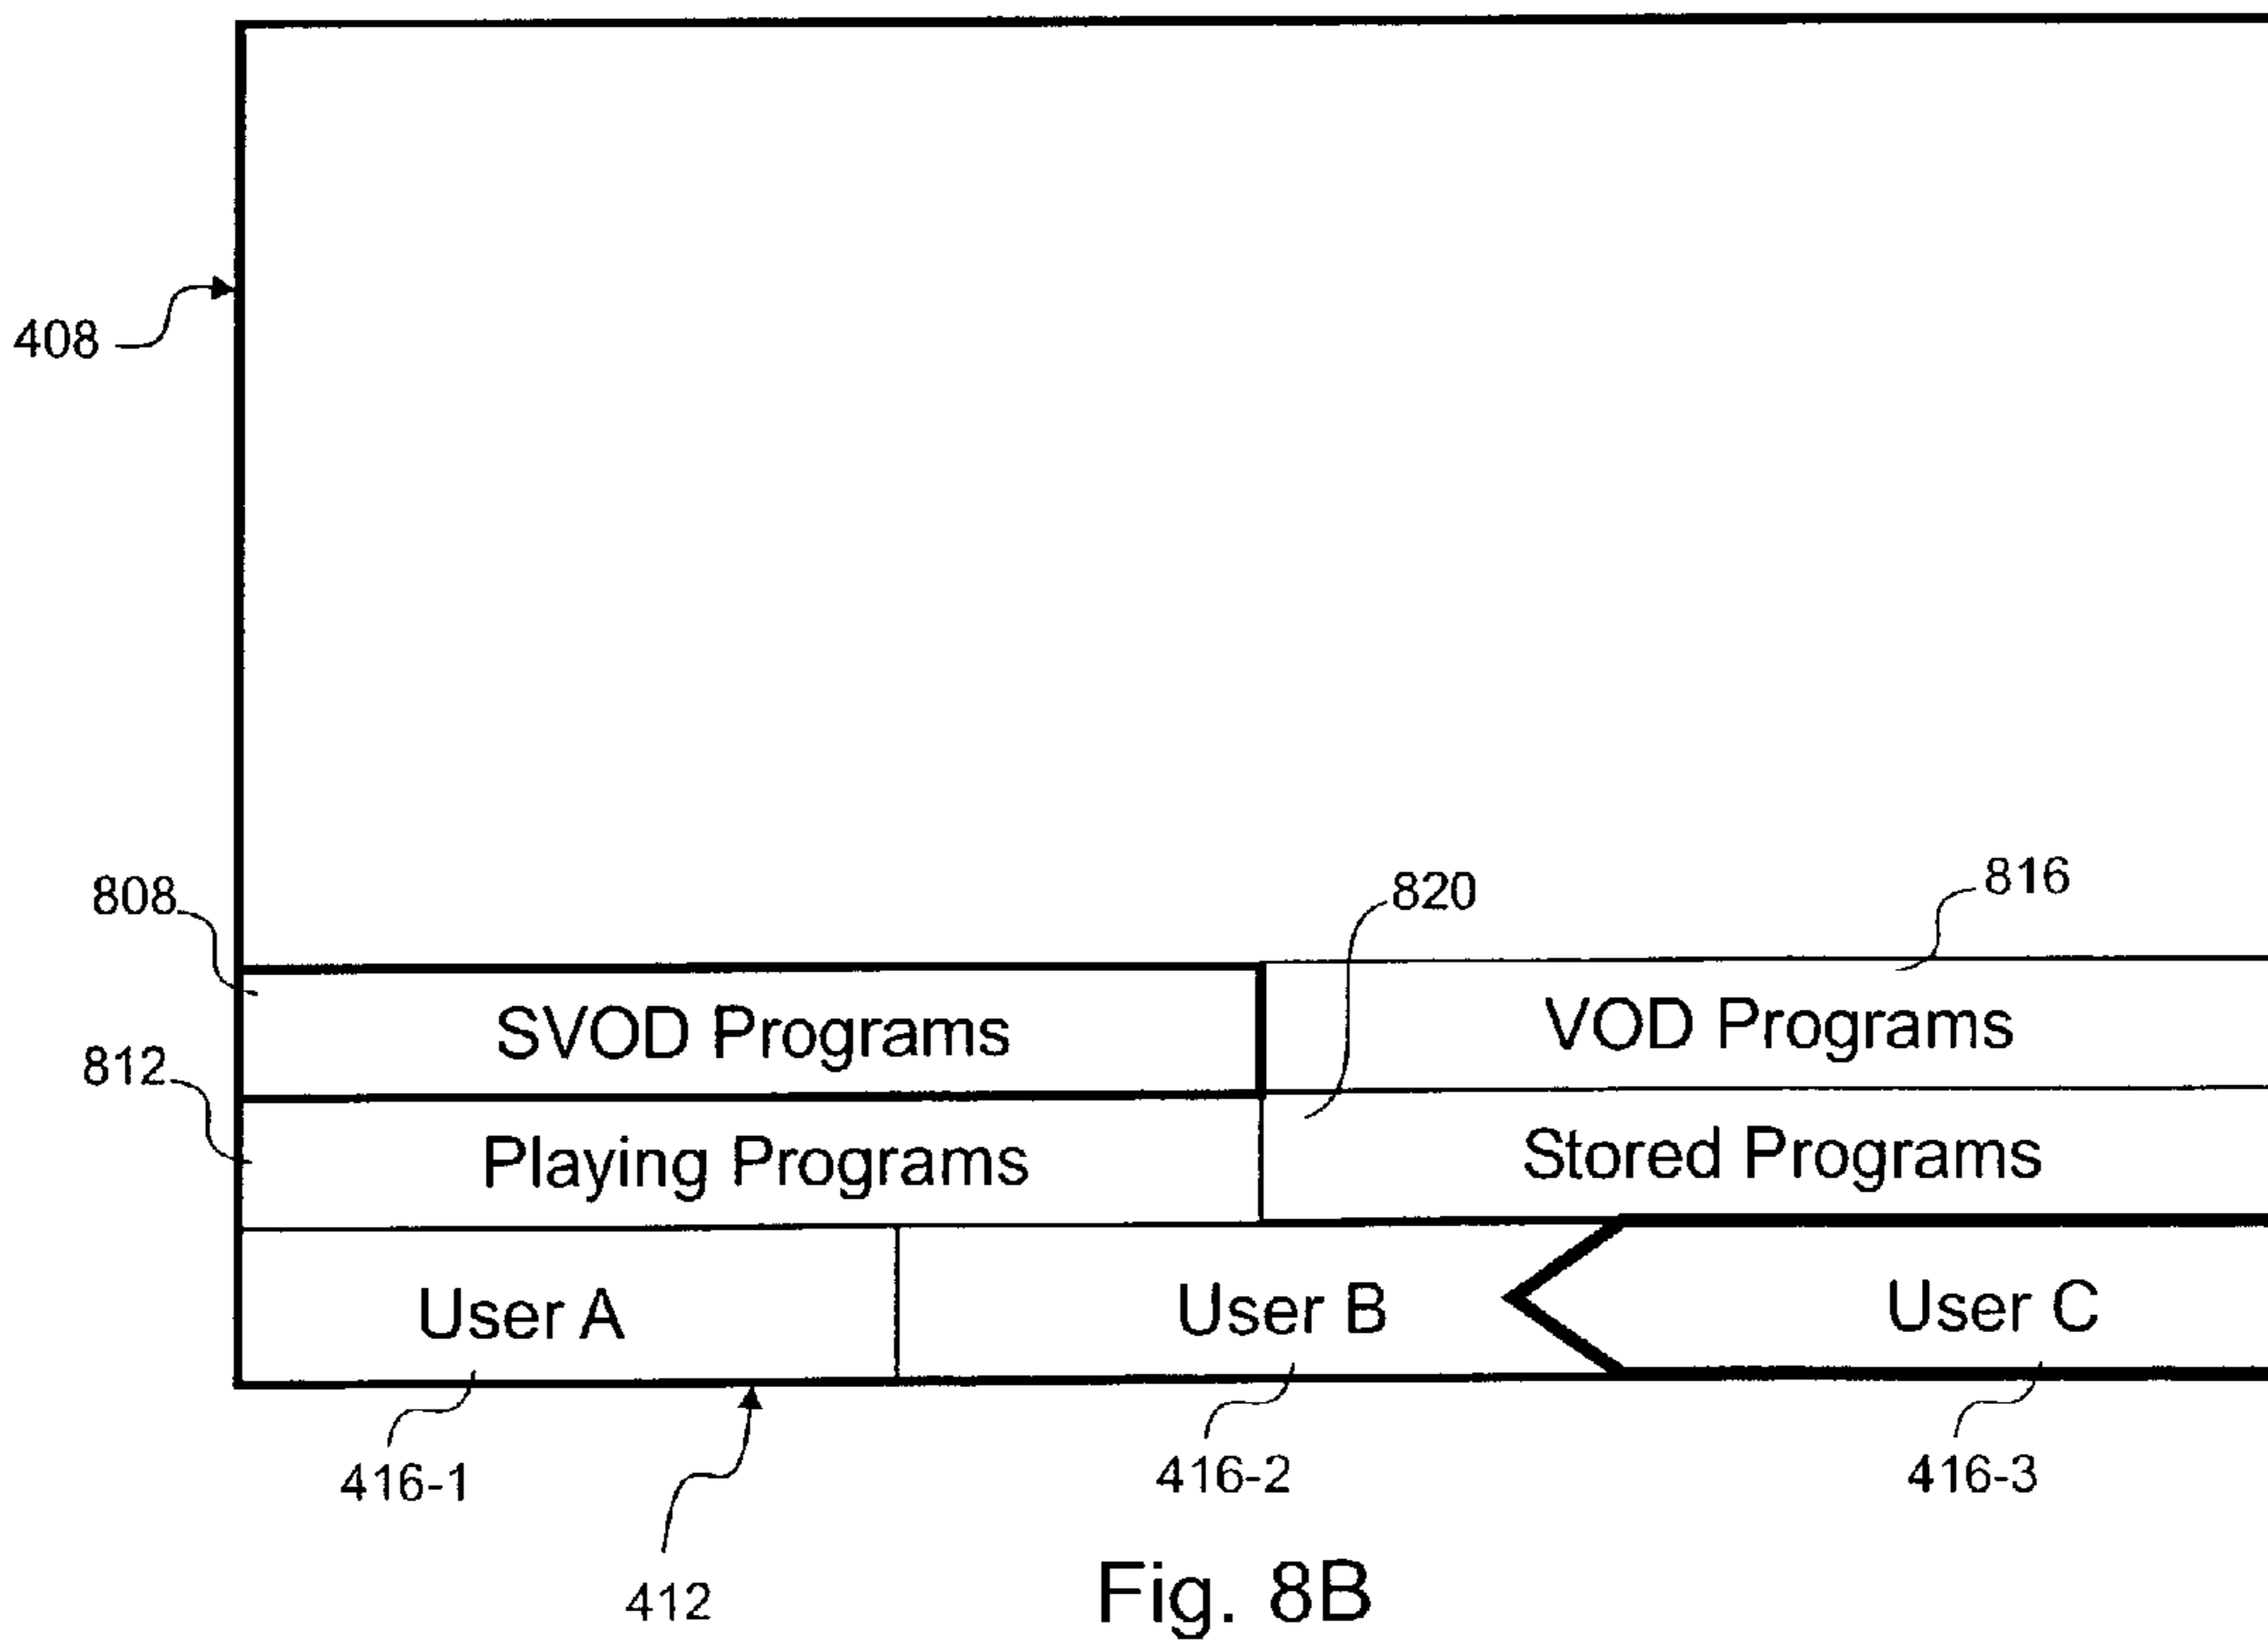 408
808
820
816
SVOD Programs
VOD Programs
812
Playing Programs
Stored Programs
User A
User B
User C
416-1
416-2
416-3
412
Fig. 8B